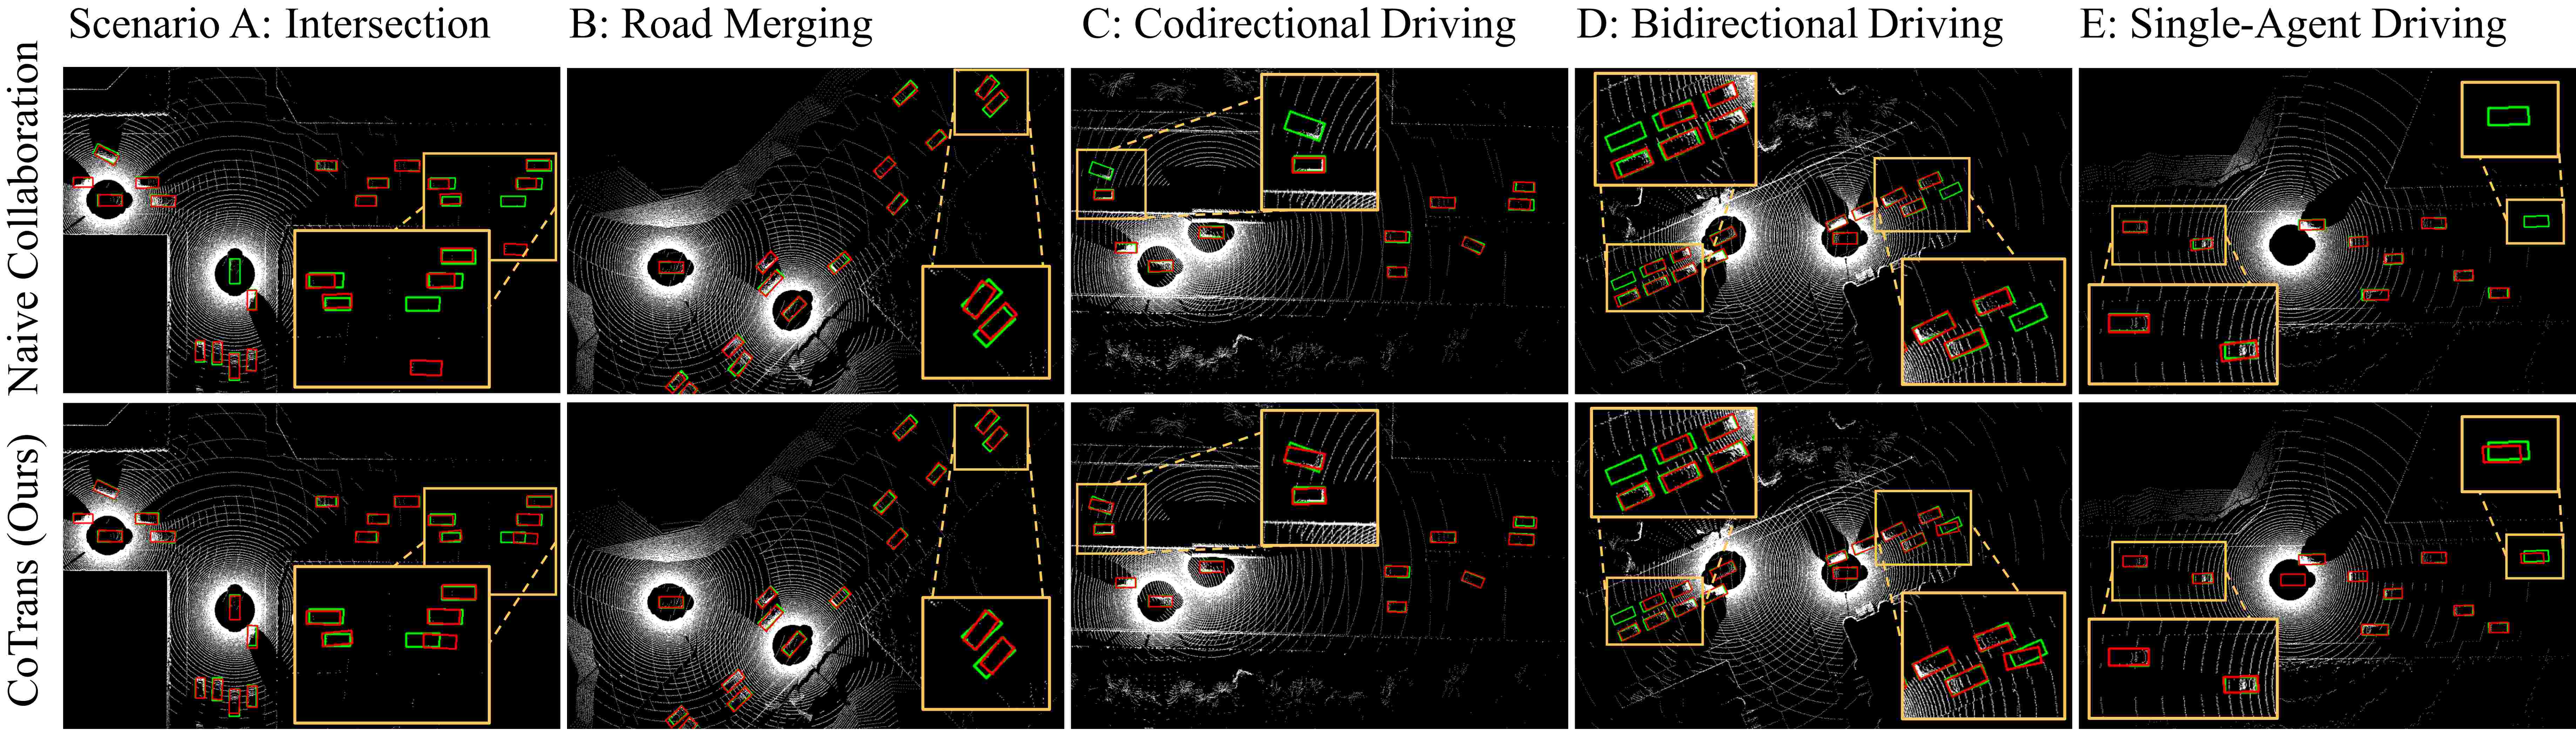 Scenario A: Intersection
B: Road Merging
C: Codirectional Driving
D: Bidirectional Driving
E: Single-Agent Driving
Naive Collaboration
CoTrans (Ours)